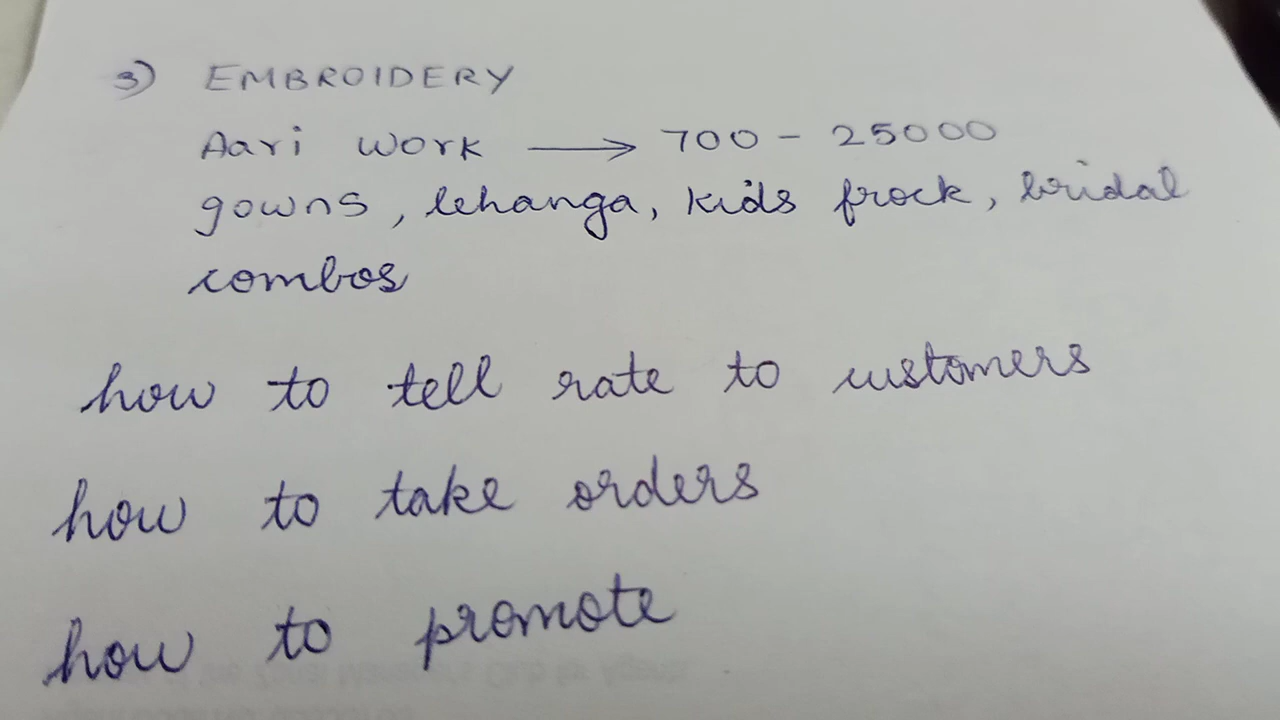 3) EMBROIDERY
Aari work → 700 - 25000
gowns, lehanga, kids frock, bridal
combos
how to tell rate to customers
how to take orders
how to promote